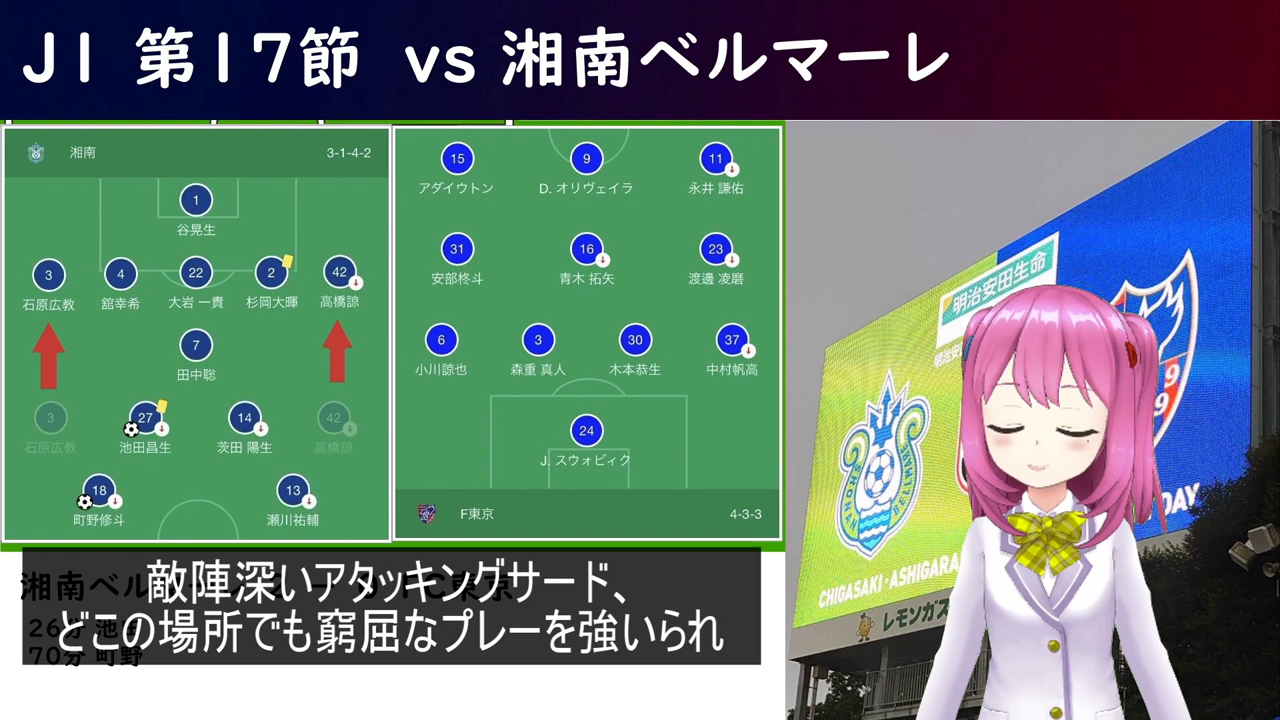 J1 第17節 vs 湘南ベルマーレ
湘南
3-1-4-2
1
谷晃生
3
石原広教
4
舘幸希
22
大岩 一貴
2
杉岡大暉
42
高橋諒
7
田中聡
3
石原広教
27
池田昌生
14
茨田 陽生
42
高橋諒
18
町野修斗
13
瀬川祐輔
15
アダイウトン
9
D. オリヴェイラ
11
永井 謙佑
31
安部柊斗
16
青木 拓矢
23
渡邊 凌磨
6
小川諒也
3
森重 真人
30
木本恭生
37
中村帆高
24
J. スウォビィク
F東京
4-3-3
敵陣深いアタッキングサード、
どこの場所でも窮屈なプレーを強いられ
70分 町野
明治安田生命
SHONAN BELLMARE
CHIGASAKI・ASHIGARA
DAY
レモンガス